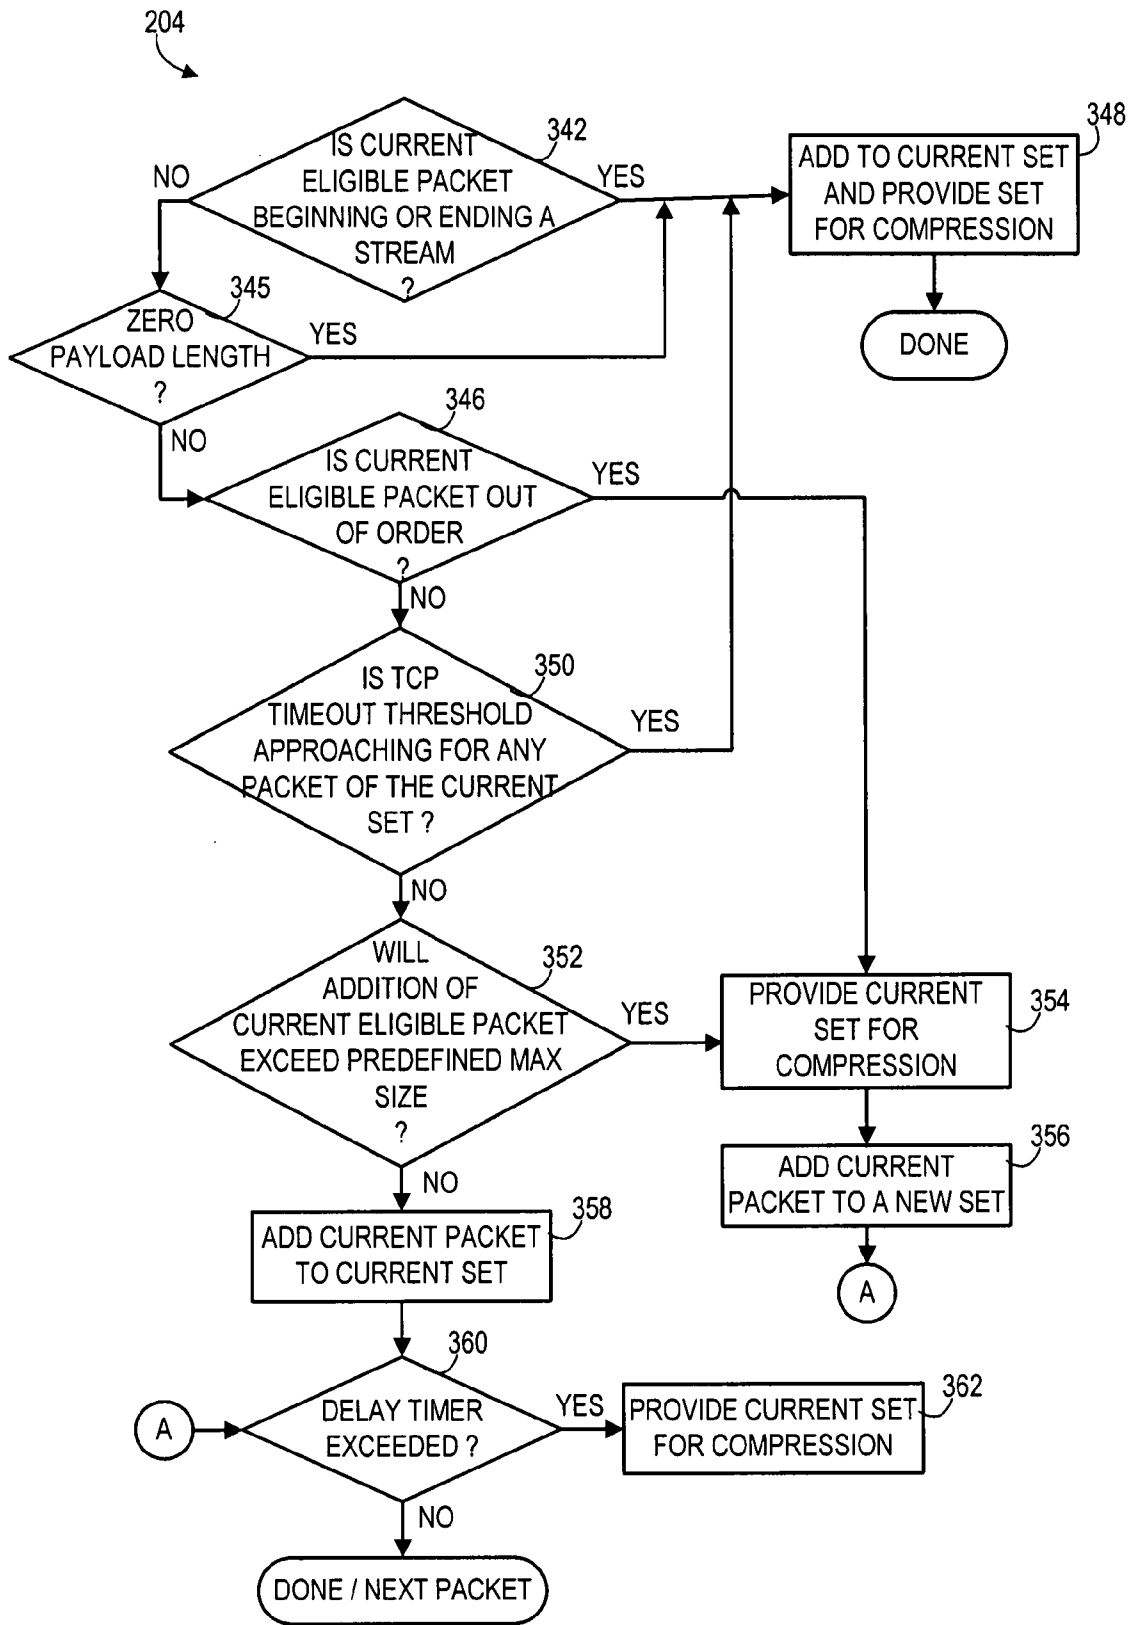 204
IS CURRENT
ELIGIBLE PACKET
BEGINNING OR ENDING A
STREAM
?
342
NO
YES
ADD TO CURRENT SET
AND PROVIDE SET
FOR COMPRESSION
348
DONE
ZERO
PAYLOAD LENGTH
?
345
YES
NO
IS CURRENT
ELIGIBLE PACKET OUT
OF ORDER
?
346
YES
NO
IS TCP
TIMEOUT THRESHOLD
APPROACHING FOR ANY
PACKET OF THE CURRENT
SET ?
350
YES
NO
WILL
ADDITION OF
CURRENT ELIGIBLE PACKET
EXCEED PREDEFINED MAX
SIZE
?
352
YES
NO
PROVIDE CURRENT
SET FOR
COMPRESSION
354
ADD CURRENT
PACKET TO A NEW SET
356
A
ADD CURRENT PACKET
TO CURRENT SET
358
A
DELAY TIMER
EXCEEDED ?
360
YES
NO
PROVIDE CURRENT SET
FOR COMPRESSION
362
DONE / NEXT PACKET